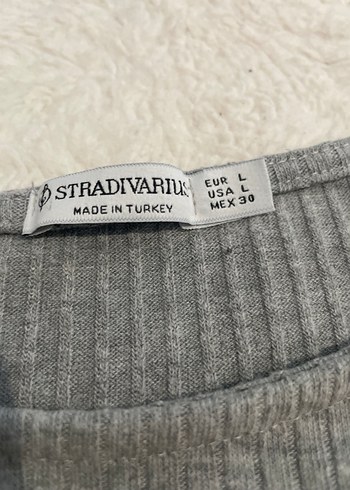 STRADIVARIUS
MADE IN TURKEY
EUR L
USA L
MEX 30